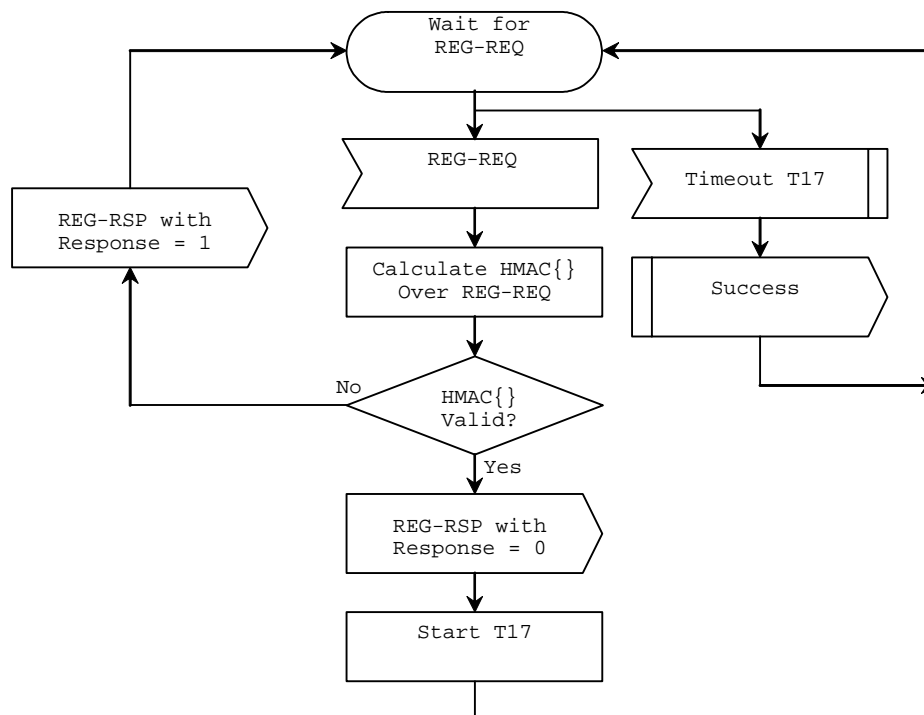 Wait for
REG-REQ
REG-REQ
Timeout T17
REG-RSP with
Response = 1
Calculate HMAC{}
Over REG-REQ
Success
No
HMAC{}
Valid?
Yes
REG-RSP with
Response = 0
Start T17